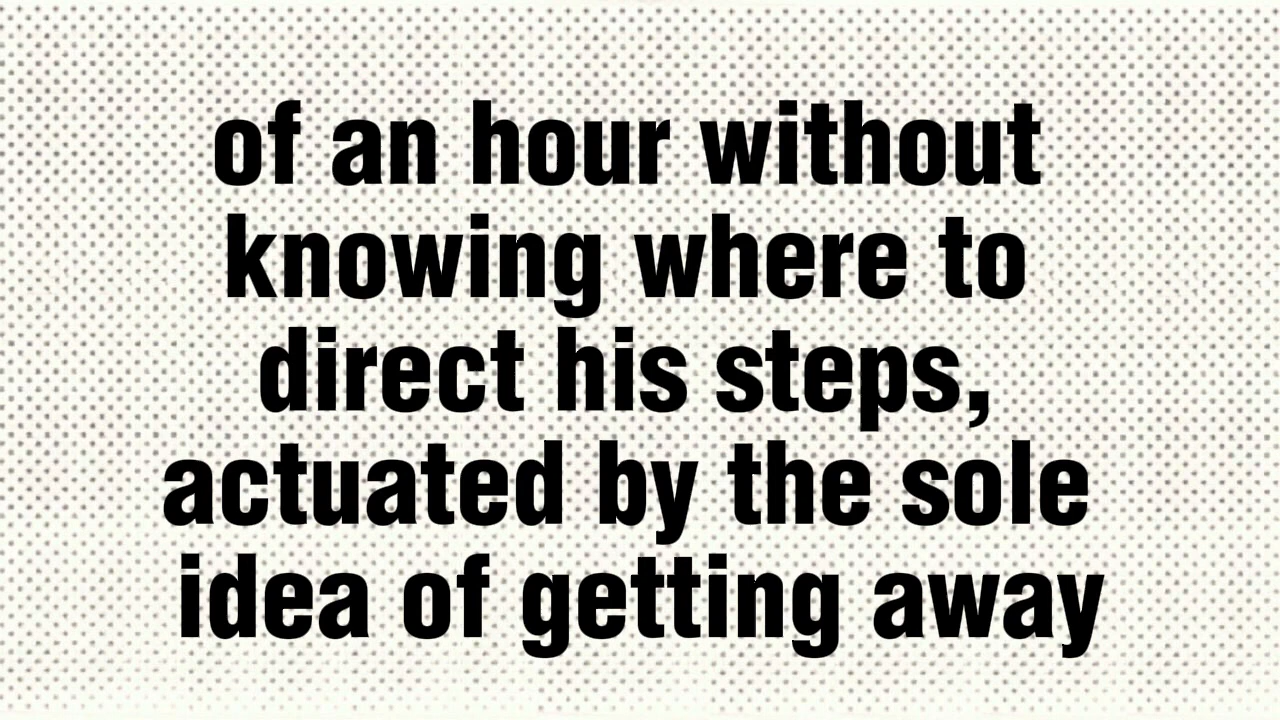 of an hour without
knowing where to
direct his steps,
actuated by the sole
idea of getting away